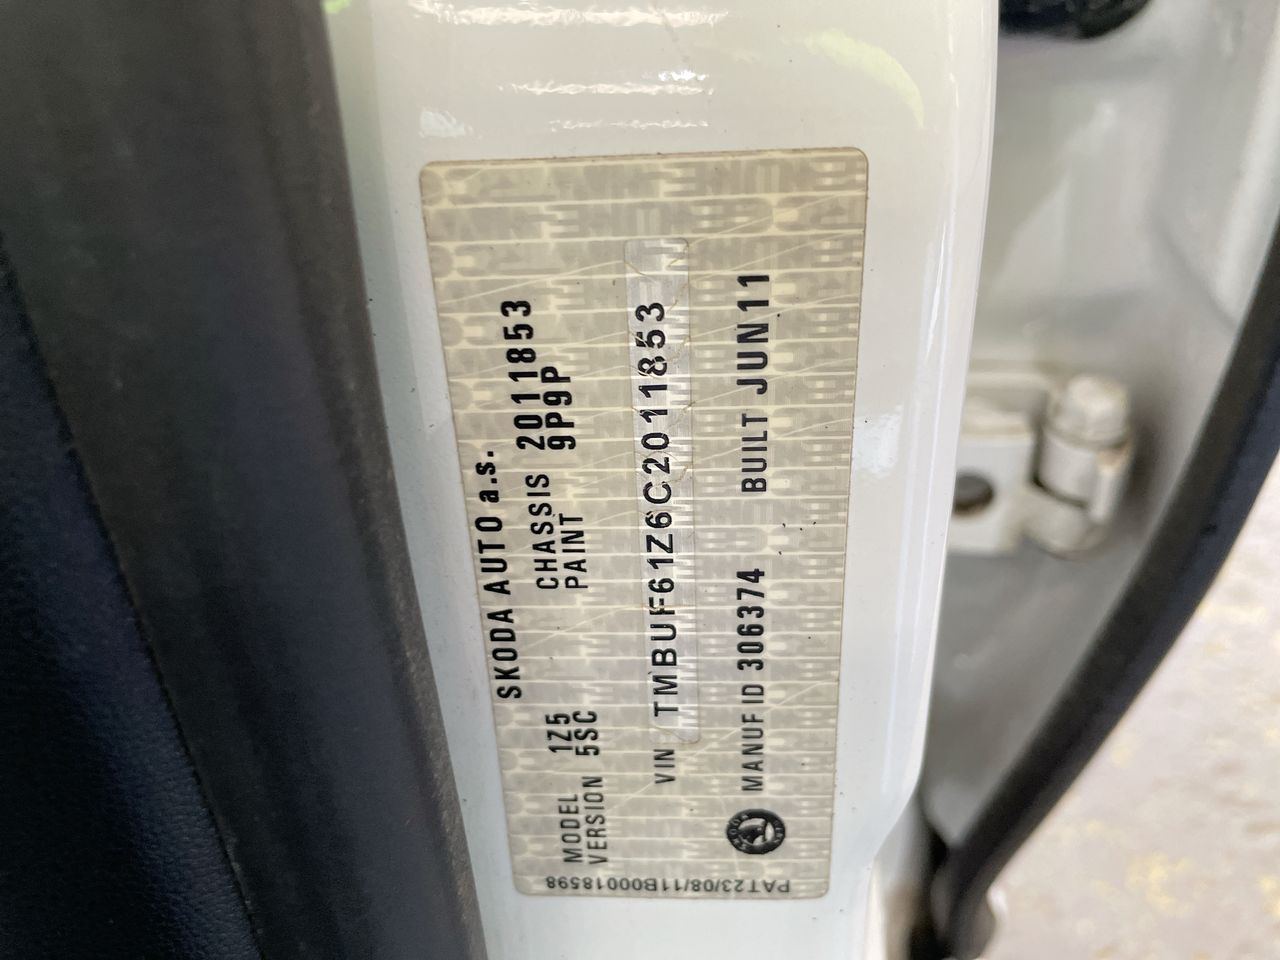 SKODA AUTO a.s.
MODEL 1Z5 CHASSIS 2011853
VERSION 5SC PAINT 9P9P
VIN TMBUF61Z6C2011853
MANUF ID 306374 BUILT JUN11
PAT23/08/11B00018598